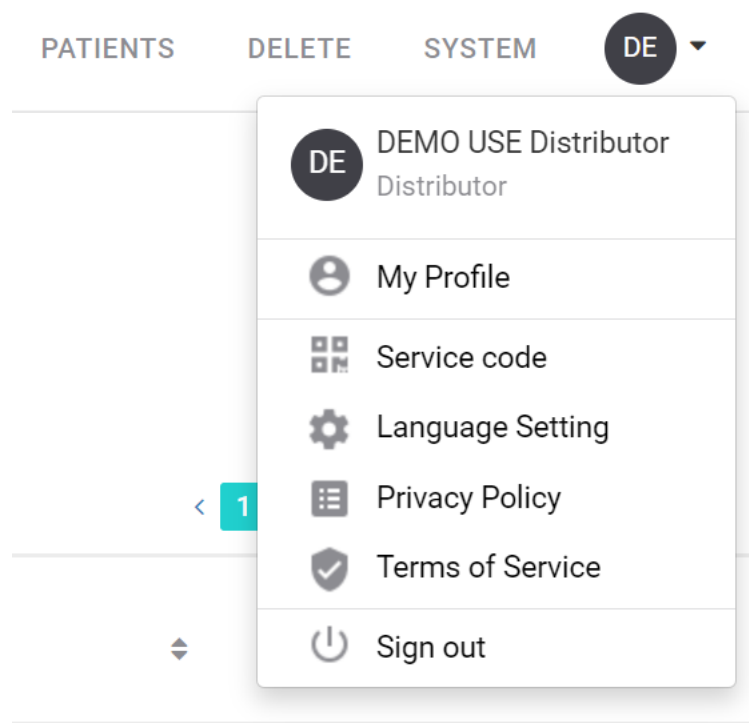 PATIENTS DELETE SYSTEM DE
DE DEMO USE Distributor
Distributor
My Profile
Service code
Language Setting
Privacy Policy
1
Terms of Service
Sign out